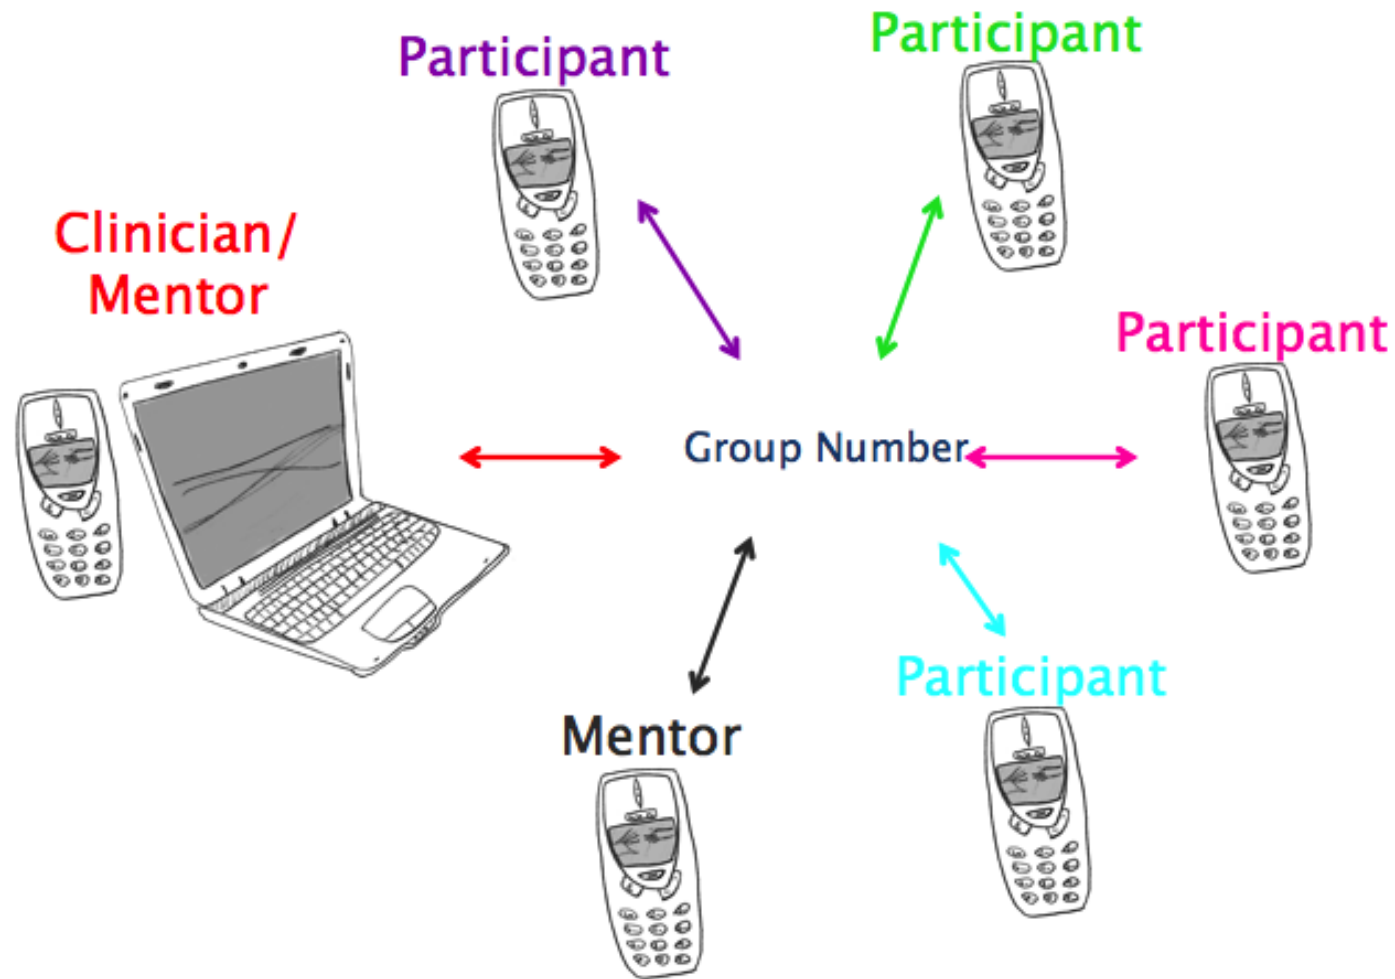 Participant
Participant
Clinician/
Mentor
Participant
Group Number
Participant
Mentor